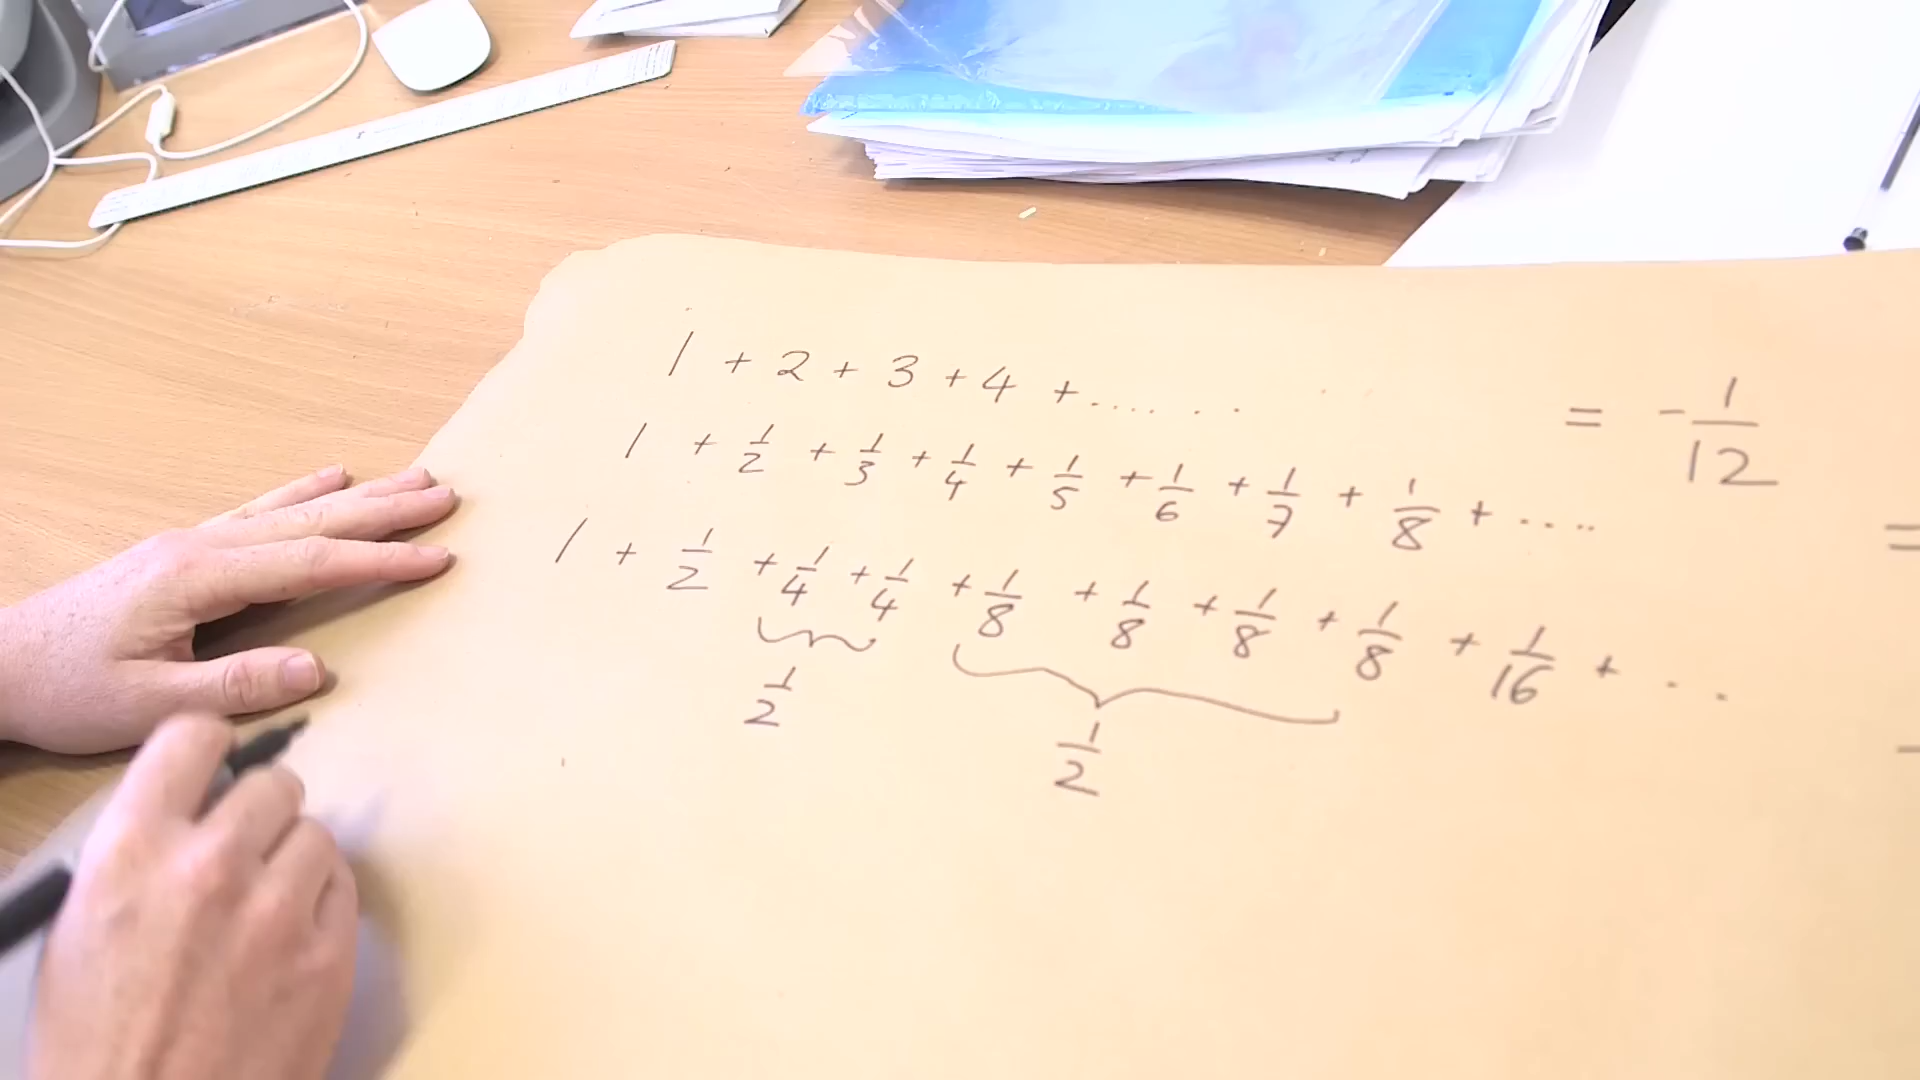 1 + 2 + 3 + 4 + ....... = -1/12
1 + 1/2 + 1/3 + 1/4 + 1/5 + 1/6 + 1/7 + 1/8 + ..... =
1 + 1/2 + 1/4 + 1/4 + 1/8 + 1/8 + 1/8 + 1/8 + 1/16 + ..
1/2 1/2